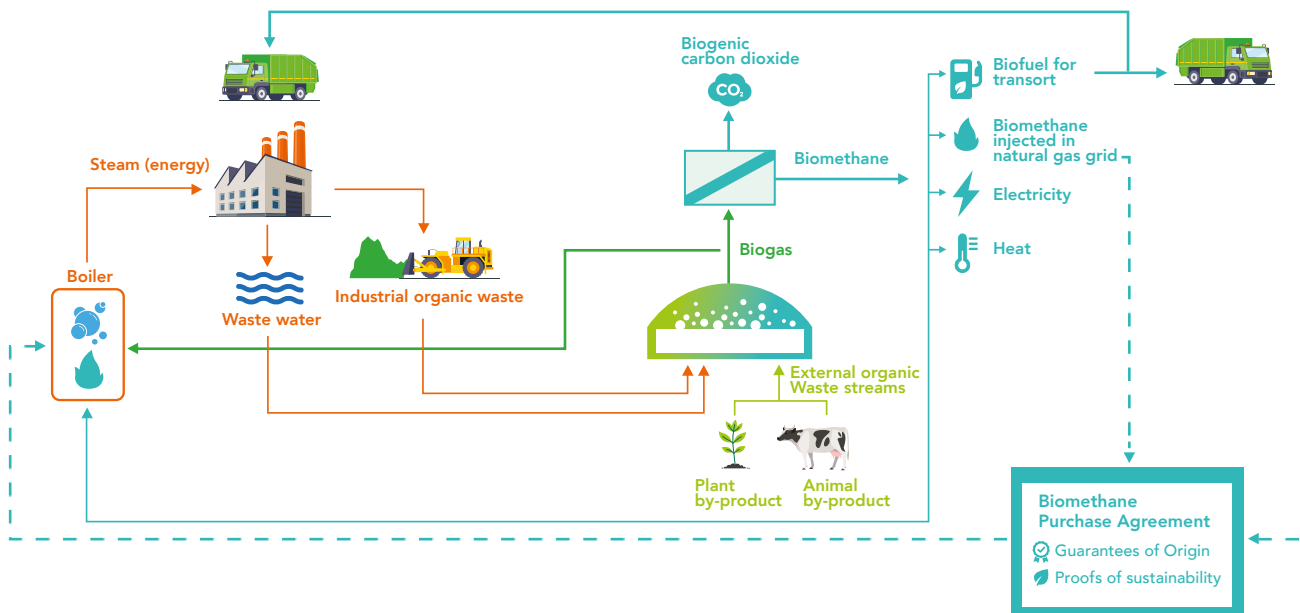 Biogenic
carbon dioxide
CO₂
Biofuel for
transort
Steam (energy)
Biomethane
Biomethane
injected in
natural gas grid
Electricity
Biogas
Heat
Boiler
Industrial organic waste
Waste water
External organic
Waste streams
Plant
by-product
Animal
by-product
Biomethane
Purchase Agreement
Guarantees of Origin
Proofs of sustainability